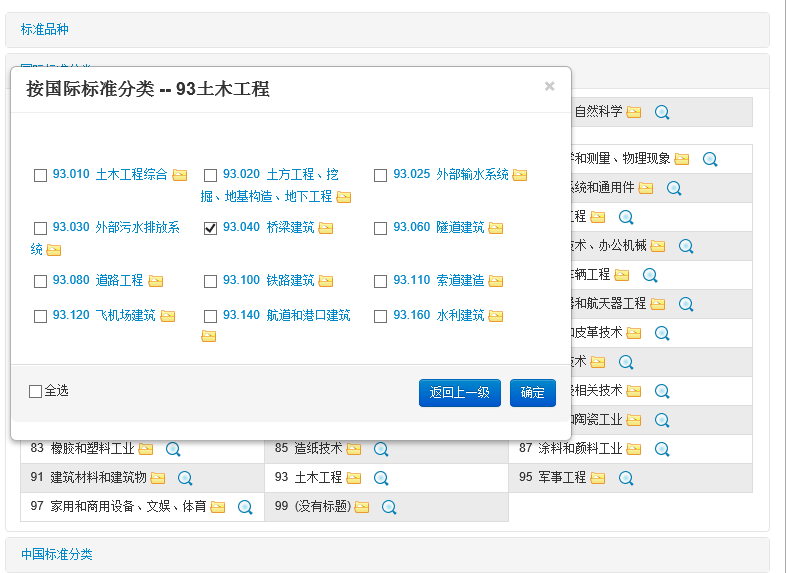 标准品种
国际标准分类
按国际标准分类 -- 93土木工程
×
93.010 土木工程综合
93.020 土方工程、挖
掘、地基构造、地下工程
93.025 外部输水系统
93.030 外部污水排放系
统
93.040 桥梁建筑
93.060 隧道建筑
93.080 道路工程
93.100 铁路建筑
93.110 索道建造
93.120 飞机场建筑
93.140 航道和港口建筑
93.160 水利建筑
全选
返回上一级
确定
自然科学
和测量、物理现象
统和通用件
工程
技术、办公机械
车辆工程
器和航天器工程
和皮革技术
技术
相关技术
和陶瓷工业
83 橡胶和塑料工业
85 造纸技术
87 涂料和颜料工业
91 建筑材料和建筑物
93 土木工程
95 军事工程
97 家用和商用设备、文娱、体育
99 (没有标题)
中国标准分类